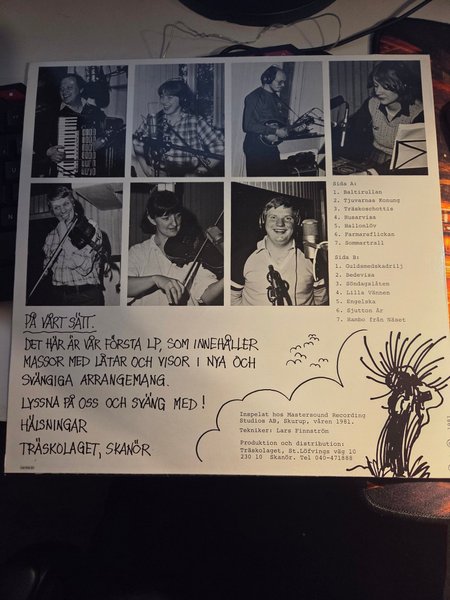 Sida A:
1. Baltirullan
2. Tjuvarnas Konung
3. Träskoschottis
4. Rusarvisa
5. Hallonlöv
6. Farmareflickan
7. Sommartrall
Sida B:
1. Guldsmedskadrilj
2. Bedevisa
3. Söndagslåten
4. Lilla Vännen
5. Engelska
6. Sjutton År
7. Hambo från Näset
PÅ VÅRT SÄTT.
DET HÄR ÄR VÅR FÖRSTA LP, SOM INNEHÅLLER
MASSOR MED LÅTAR OCH VISOR I NYA OCH
SVÄNGIGA ARRANGEMANG.
LYSSNA PÅ OSS OCH SVÄNG MED!
HÄLSNINGAR
TRÄSKOLAGET, SKANÖR
Inspelat hos Mastersound Recording
Studios AB, Skurup, våren 1981.
Tekniker: Lars Finnström
Produktion och distribution:
Träskolaget, St.Löfvings väg 10
230 10 Skanör. Tel 040-471888